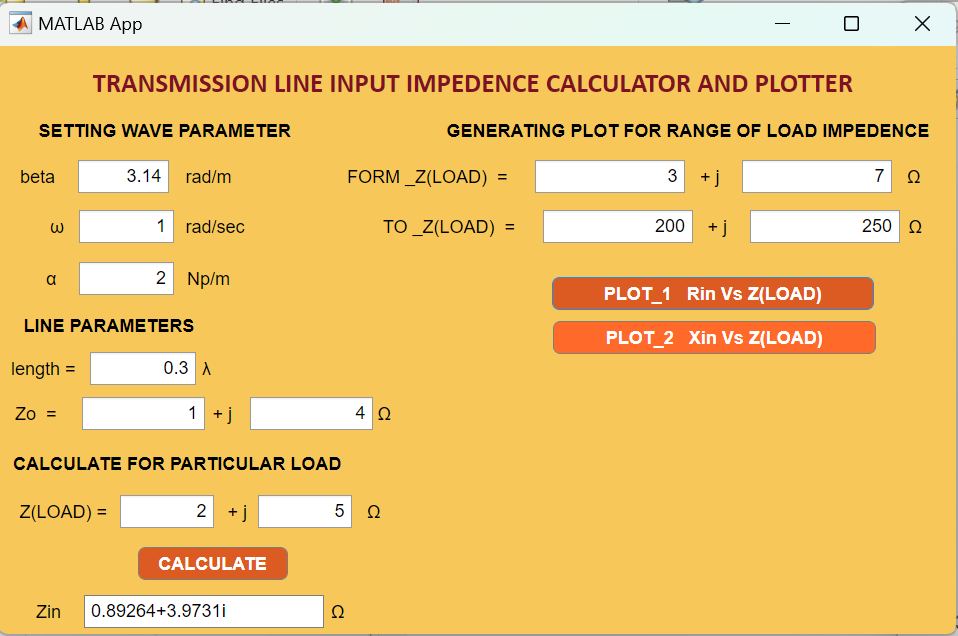 MATLAB App
TRANSMISSION LINE INPUT IMPEDENCE CALCULATOR AND PLOTTER
SETTING WAVE PARAMETER
beta 3.14 rad/m
ω 1 rad/sec
α 2 Np/m
LINE PARAMETERS
length = 0.3 λ
Zo = 1 + j 4 Ω
CALCULATE FOR PARTICULAR LOAD
Z(LOAD) = 2 + j 5 Ω
CALCULATE
Zin 0.89264+3.9731i Ω
GENERATING PLOT FOR RANGE OF LOAD IMPEDENCE
FORM _Z(LOAD) = 3 + j 7 Ω
TO _Z(LOAD) = 200 + j 250 Ω
PLOT_1 Rin Vs Z(LOAD)
PLOT_2 Xin Vs Z(LOAD)